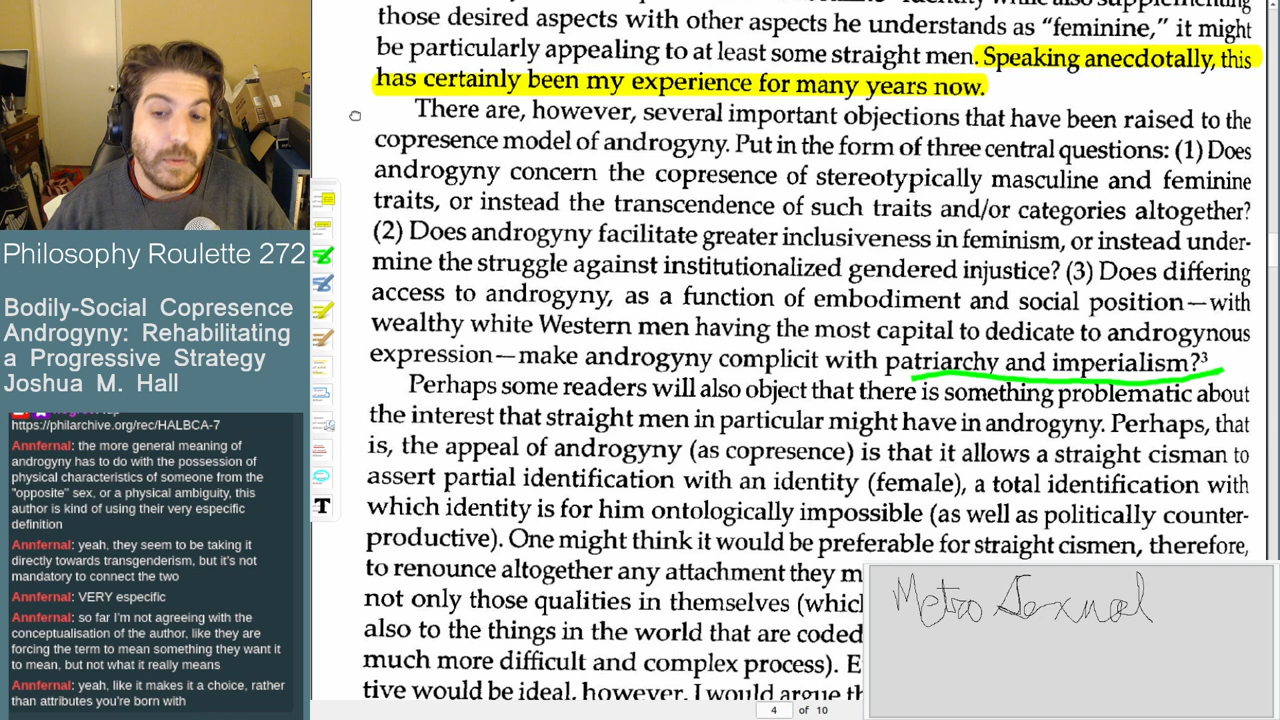 those desired aspects with other aspects he understands as “feminine,” it might
be particularly appealing to at least some straight men. Speaking anecdotally, this
has certainly been my experience for many years now.
There are, however, several important objections that have been raised to the
copresence model of androgyny. Put in the form of three central questions: (1) Does
androgyny concern the copresence of stereotypically masculine and feminine
traits, or instead the transcendence of such traits and/or categories altogether?
(2) Does androgyny facilitate greater inclusiveness in feminism, or instead under-
mine the struggle against institutionalized gendered injustice? (3) Does differing
access to androgyny, as a function of embodiment and social position—with
wealthy white Western men having the most capital to dedicate to androgynous
expression—make androgyny complicit with patriarchy and imperialism?³
Perhaps some readers will also object that there is something problematic about
the interest that straight men in particular might have in androgyny. Perhaps, that
is, the appeal of androgyny (as copresence) is that it allows a straight cisman to
assert partial identification with an identity (female), a total identification with
which identity is for him ontologically impossible (as well as politically counter-
productive). One might think it would be preferable for straight cismen, therefore,
to renounce altogether any attachment they m
not only those qualities in themselves (whicl
also to the things in the world that are coded
much more difficult and complex process). E
tive would be ideal, however, I would argue th
Philosophy Roulette 272
Bodily-Social Copresence
Androgyny: Rehabilitating
a Progressive Strategy
Joshua M. Hall
https://philarchive.org/rec/HALBCA-7
Annfernal: the more general meaning of
androgyny has to do with the possession of
physical characteristics of someone from the
"opposite" sex, or a physical ambiguity, this
author is kind of using their very especific
definition
Annfernal: yeah, they seem to be taking it
directly towards transgenderism, but it's not
mandatory to connect the two
Annfernal: VERY especific
Annfernal: so far I'm not agreeing with the
conceptualisation of the author, like they are
forcing the term to mean something they want it
to mean, but not what it really means
Annfernal: yeah, like it makes it a choice, rather
than attributes you're born with
T
Metro Sexual
4 of 10